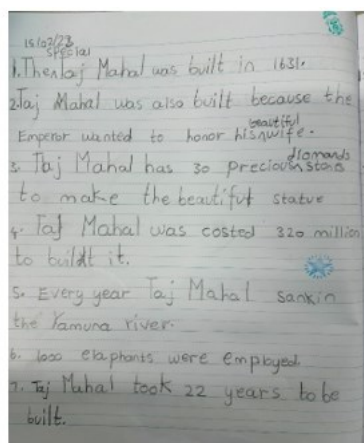 15/02/23
special
1. The Taj Mahal was built in 1631.
2. Taj Mahal was also built because the
beautiful
Emperor wanted to honor his wife.
diamonds
3. Taj Mahal has 30 precious stones
to make the beautiful statue
4. Taj Mahal was costed 320 million
to buildt it.
5. Every year Taj Mahal sankin
the Yamuna river.
6. 1000 elaphants were employed.
7. Taj Mahal took 22 years to be
built.